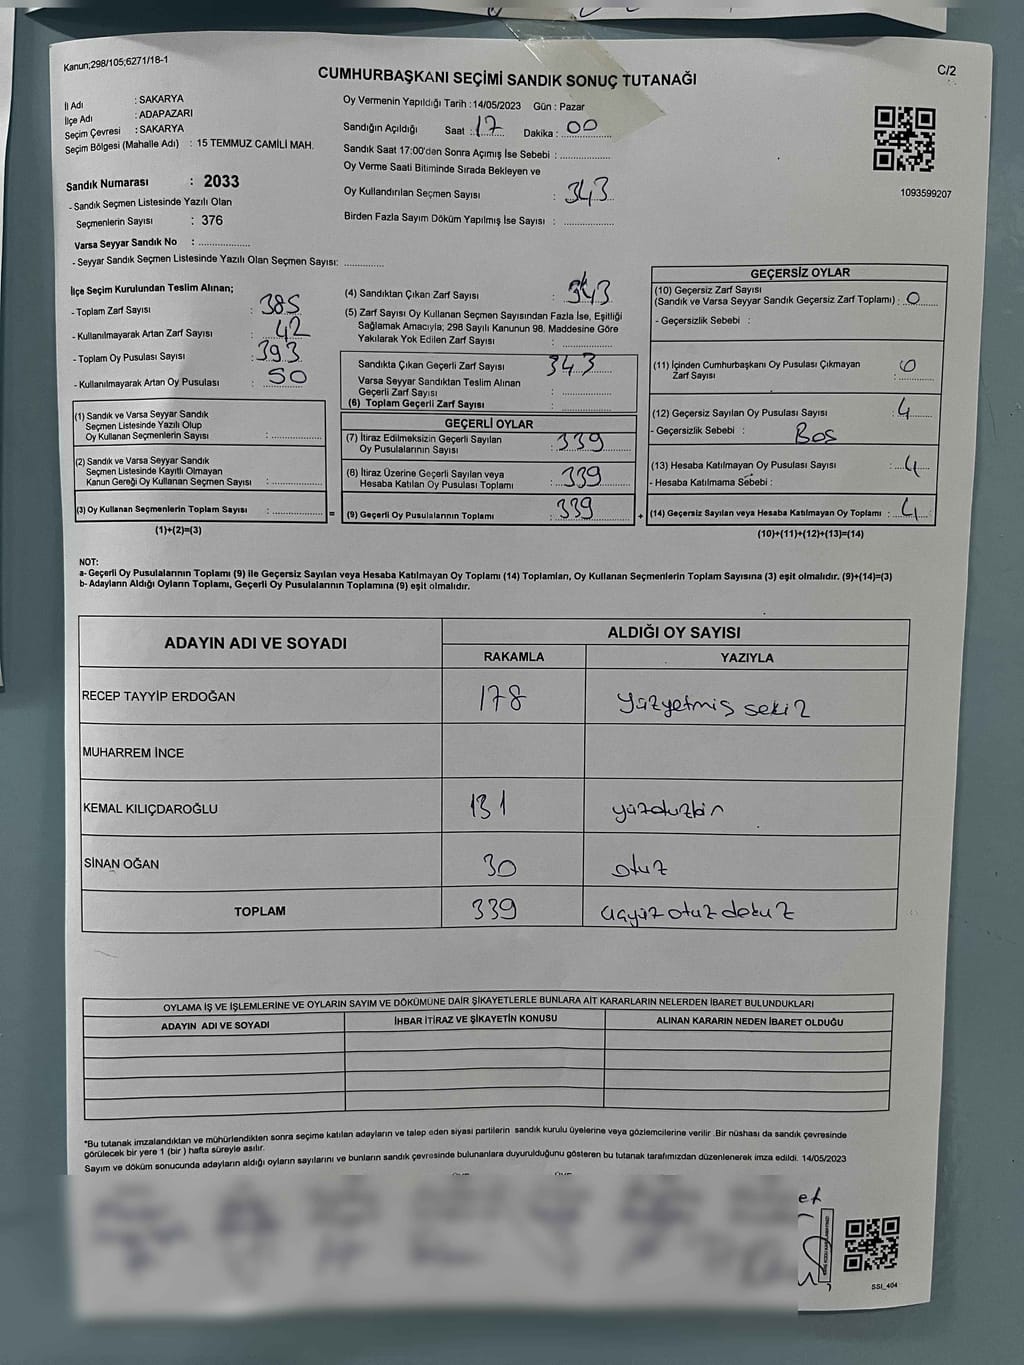 Kanun;298/105;6271/18-1
C/2
CUMHURBAŞKANI SEÇİMİ SANDIK SONUÇ TUTANAĞI
İl Adı : SAKARYA
İlçe Adı : ADAPAZARI
Seçim Çevresi : SAKARYA
Seçim Bölgesi (Mahalle Adı) : 15 TEMMUZ CAMİLİ MAH.
Sandık Numarası : 2033
- Sandık Seçmen Listesinde Yazılı Olan
Seçmenlerin Sayısı : 376
Varsa Seyyar Sandık No : ..................
- Seyyar Sandık Seçmen Listesinde Yazılı Olan Seçmen Sayısı: .............
Oy Vermenin Yapıldığı Tarih : 14/05/2023 Gün : Pazar
Sandığın Açıldığı Saat : 17 Dakika : 00
Sandık Saat 17:00'den Sonra Açımış İse Sebebi : .................
Oy Verme Saati Bitiminde Sırada Bekleyen ve
Oy Kullandırılan Seçmen Sayısı : 343
Birden Fazla Sayım Döküm Yapılmış İse Sayısı : .................
1093599207
İlçe Seçim Kurulundan Teslim Alınan;
- Toplam Zarf Sayısı : 385
- Kullanılmayarak Artan Zarf Sayısı : 42
- Toplam Oy Pusulası Sayısı : 393
- Kullanılmayarak Artan Oy Pusulası : 50
(1) Sandık ve Varsa Seyyar Sandık
Seçmen Listesinde Yazılı Olup
Oy Kullanan Seçmenlerin Sayısı : .................
(2) Sandık ve Varsa Seyyar Sandık
Seçmen Listesinde Kayıtlı Olmayan
Kanun Gereği Oy Kullanan Seçmen Sayısı : .................
(3) Oy Kullanan Seçmenlerin Toplam Sayısı : .................
(1)+(2)=(3)
=
(4) Sandıktan Çıkan Zarf Sayısı : 343
(5) Zarf Sayısı Oy Kullanan Seçmen Sayısından Fazla İse, Eşitliği
Sağlamak Amacıyla; 298 Sayılı Kanunun 98. Maddesine Göre
Yakılarak Yok Edilen Zarf Sayısı : .................
Sandıkta Çıkan Geçerli Zarf Sayısı : 343
Varsa Seyyar Sandıktan Teslim Alınan
Geçerli Zarf Sayısı : .................
(6) Toplam Geçerli Zarf Sayısı : .................
GEÇERLİ OYLAR
(7) İtiraz Edilmeksizin Geçerli Sayılan
Oy Pusulalarının Sayısı : 339
(8) İtiraz Üzerine Geçerli Sayılan veya
Hesaba Katılan Oy Pusulası Toplamı : 339
(9) Geçerli Oy Pusulalarının Toplamı : 339
+
GEÇERSİZ OYLAR
(10) Geçersiz Zarf Sayısı
(Sandık ve Varsa Seyyar Sandık Geçersiz Zarf Toplamı) : 0
- Geçersizlik Sebebi :
(11) İçinden Cumhurbaşkanı Oy Pusulası Çıkmayan
Zarf Sayısı : 0
(12) Geçersiz Sayılan Oy Pusulası Sayısı : 4
- Geçersizlik Sebebi : Bos
(13) Hesaba Katılmayan Oy Pusulası Sayısı : 4
- Hesaba Katılmama Sebebi :
(14) Geçersiz Sayılan veya Hesaba Katılmayan Oy Toplamı : 4
(10)+(11)+(12)+(13)=(14)
NOT:
a- Geçerli Oy Pusulalarının Toplamı (9) ile Geçersiz Sayılan veya Hesaba Katılmayan Oy Toplamı (14) Toplamları, Oy Kullanan Seçmenlerin Toplam Sayısına (3) eşit olmalıdır. (9)+(14)=(3)
b- Adayların Aldığı Oyların Toplamı, Geçerli Oy Pusulalarının Toplamına (9) eşit olmalıdır.
ADAYIN ADI VE SOYADI
ALDIĞI OY SAYISI
RAKAMLA YAZIYLA
RECEP TAYYİP ERDOĞAN 178 yüzyetmiş sekiz
MUHARREM İNCE
KEMAL KILIÇDAROĞLU 131 yüzotuzbir
SİNAN OĞAN 30 otuz
TOPLAM 339 üçyüz otuz dokuz
OYLAMA İŞ VE İŞLEMLERİNE VE OYLARIN SAYIM VE DÖKÜMÜNE DAİR ŞİKAYETLERLE BUNLARA AİT KARARLARIN NELERDEN İBARET BULUNDUKLARI
ADAYIN ADI VE SOYADI İHBAR İTİRAZ VE ŞİKAYETİN KONUSU ALINAN KARARIN NEDEN İBARET OLDUĞU
*Bu tutanak imzalandıktan ve mühürlendikten sonra seçime katılan adayların ve talep eden siyasi partilerin sandık kurulu üyelerine veya gözlemcilerine verilir .Bir nüshası da sandık çevresinde
görülecek bir yere 1 (bir ) hafta süreyle asılır.
Sayım ve döküm sonucunda adayların aldığı oyların sayılarını ve bunların sandık çevresinde bulunanlara duyurulduğunu gösteren bu tutanak tarafımızdan düzenlenerek imza edildi. 14/05/2023
SSI_404